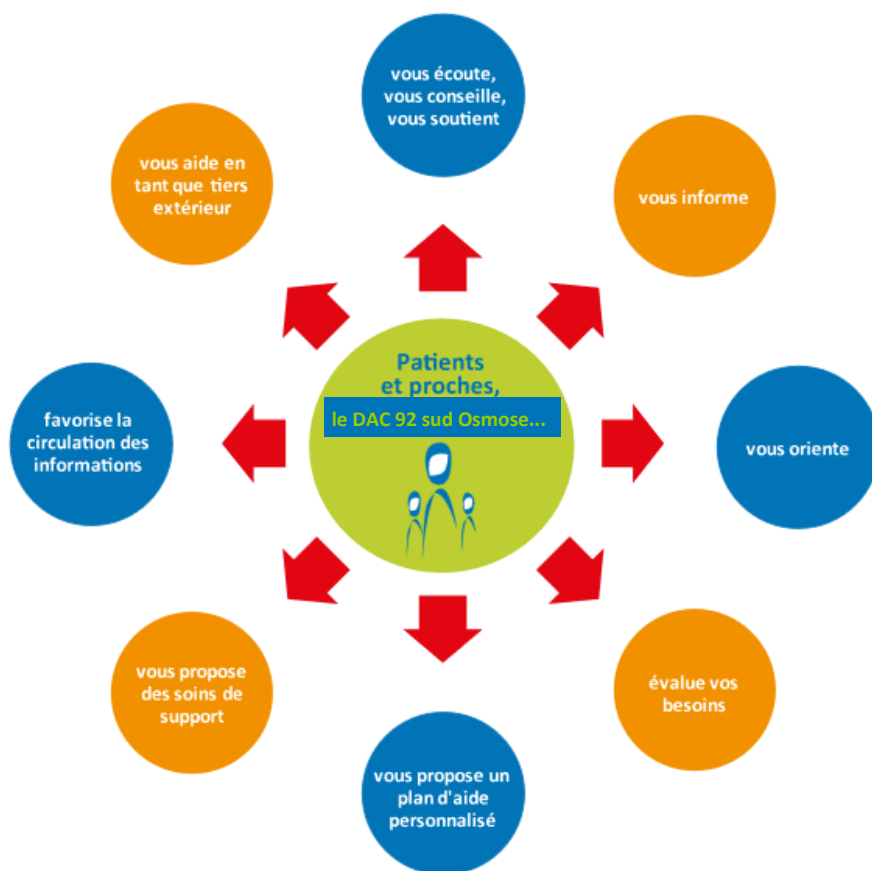 Patients
et proches,
le DAC 92 sud Osmose...
vous écoute,
vous conseille,
vous soutient
vous informe
vous oriente
évalue vos
besoins
vous propose un
plan d'aide
personnalisé
vous propose
des soins de
support
favorise la
circulation des
informations
vous aide en
tant que tiers
extérieur